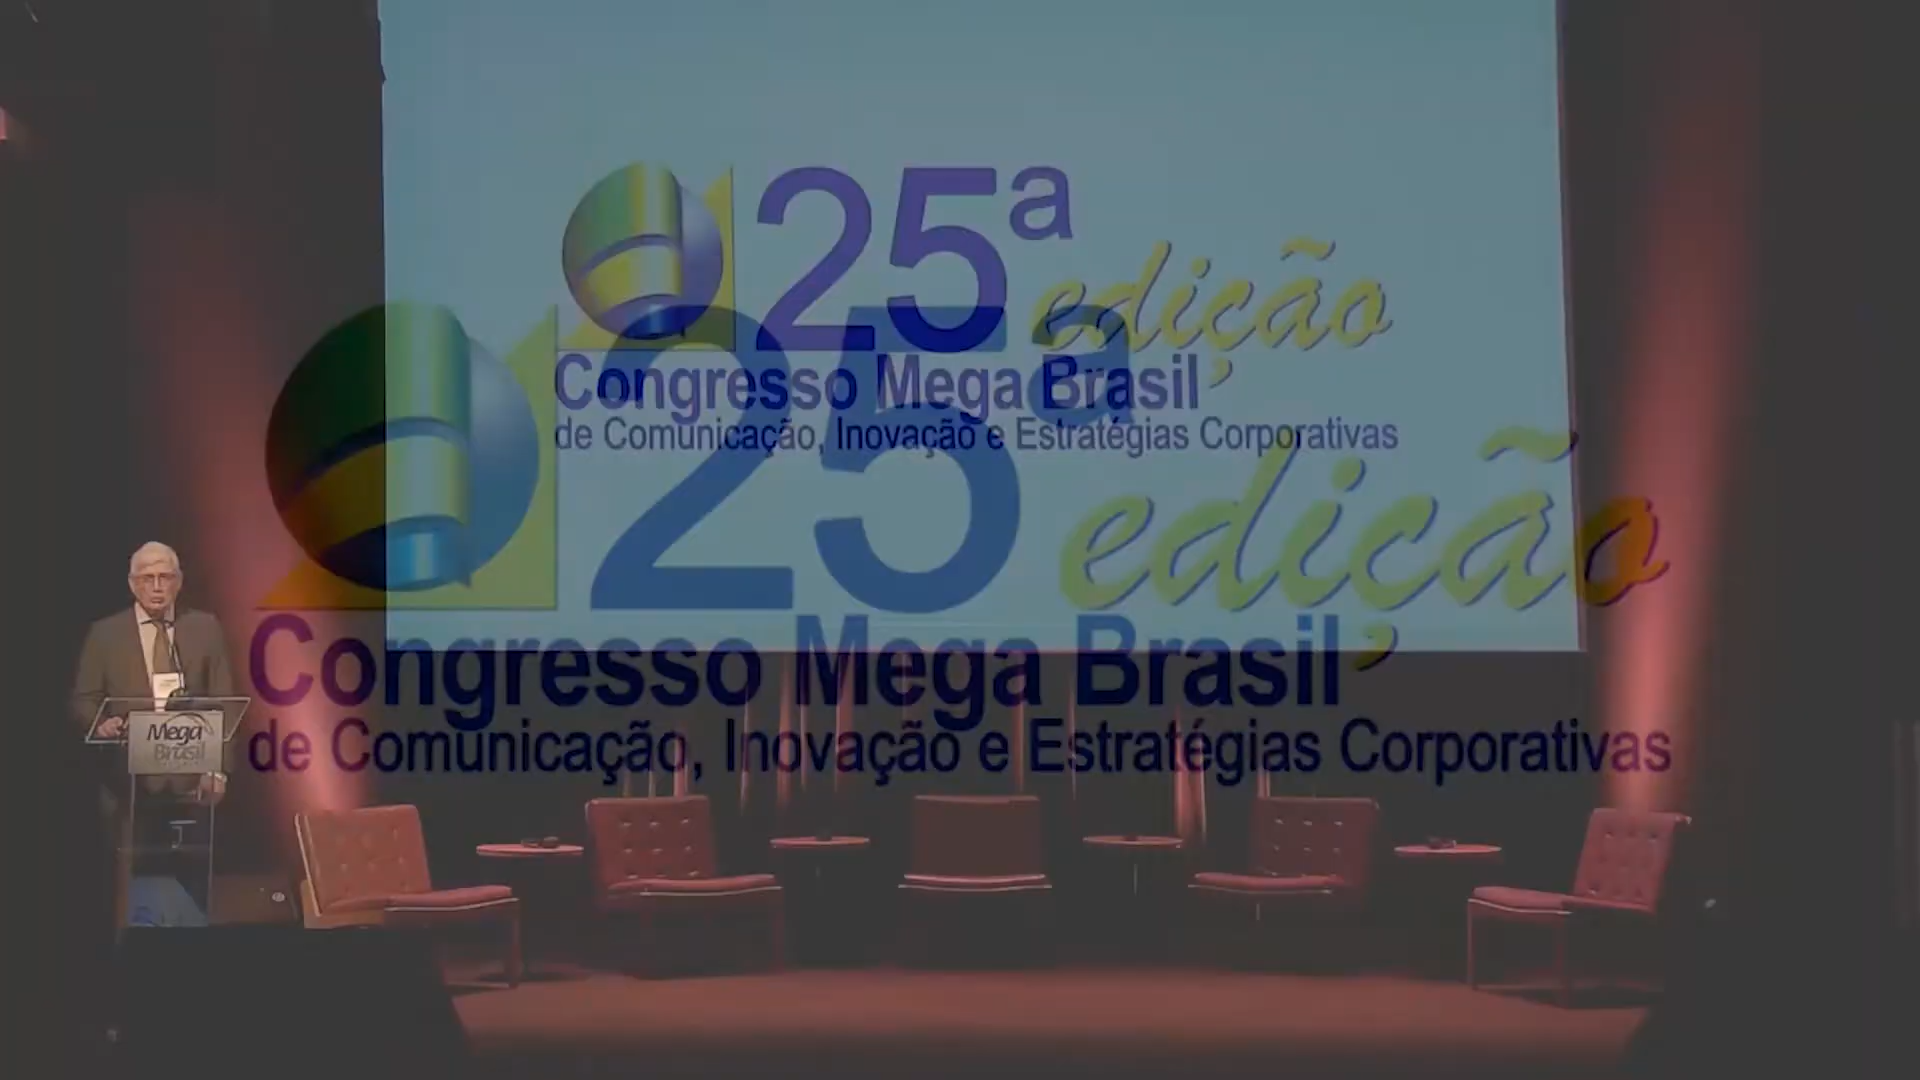 25ª
edição
Congresso Mega Brasil
de Comunicação, Inovação e Estratégias Corporativas
25ª
edição
Congresso Mega Brasil
de Comunicação, Inovação e Estratégias Corporativas
Mega
Brasil